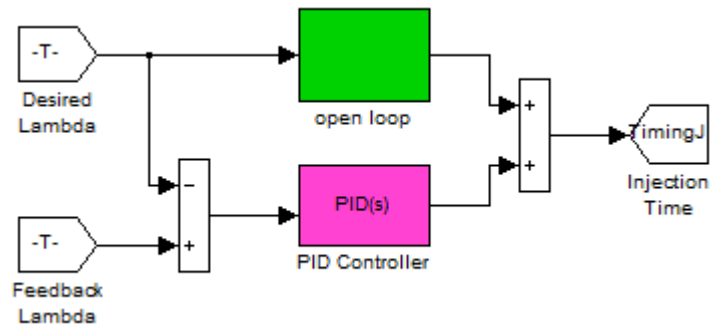 -T-
Desired
Lambda
open loop
+
+
TimingJ
Injection
Time
−
+
PID(s)
PID Controller
-T-
Feedback
Lambda